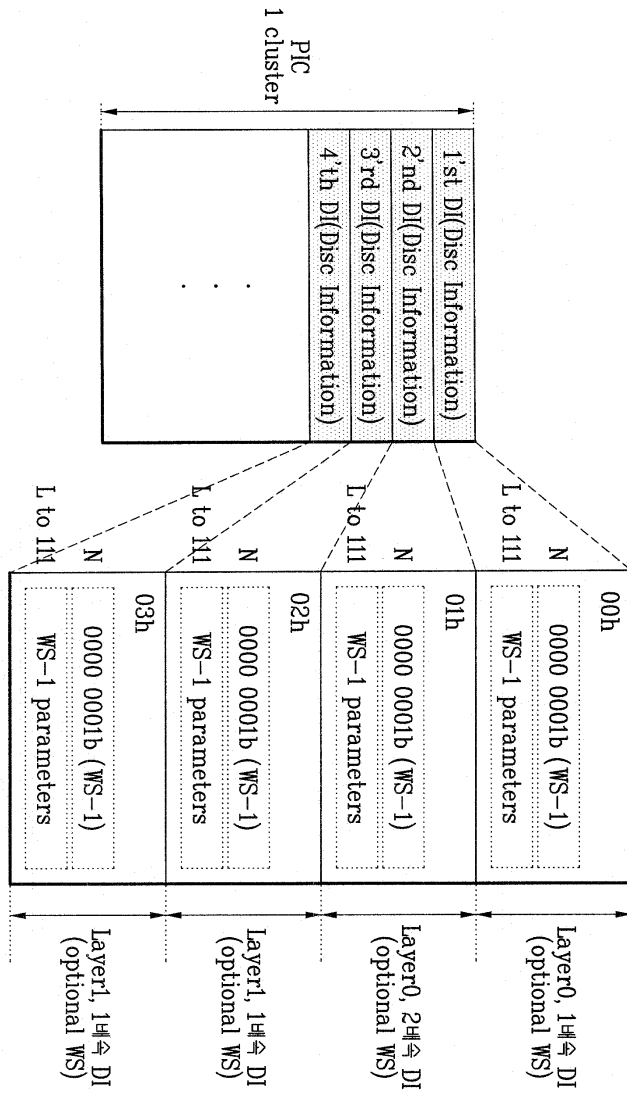 PIC
1 cluster
1'st DI(Disc Information)
2'nd DI(Disc Information)
3'rd DI(Disc Information)
4'th DI(Disc Information)
. . .
00h
N
0000 0001b (WS-1)
L to 111
WS-1 parameters
Layer0, 1배속 DI
(optional WS)
01h
N
0000 0001b (WS-1)
L to 111
WS-1 parameters
Layer0, 2배속 DI
(optional WS)
02h
N
0000 0001b (WS-1)
L to 111
WS-1 parameters
Layer1, 1배속 DI
(optional WS)
03h
N
0000 0001b (WS-1)
L to 111
WS-1 parameters
Layer1, 1배속 DI
(optional WS)